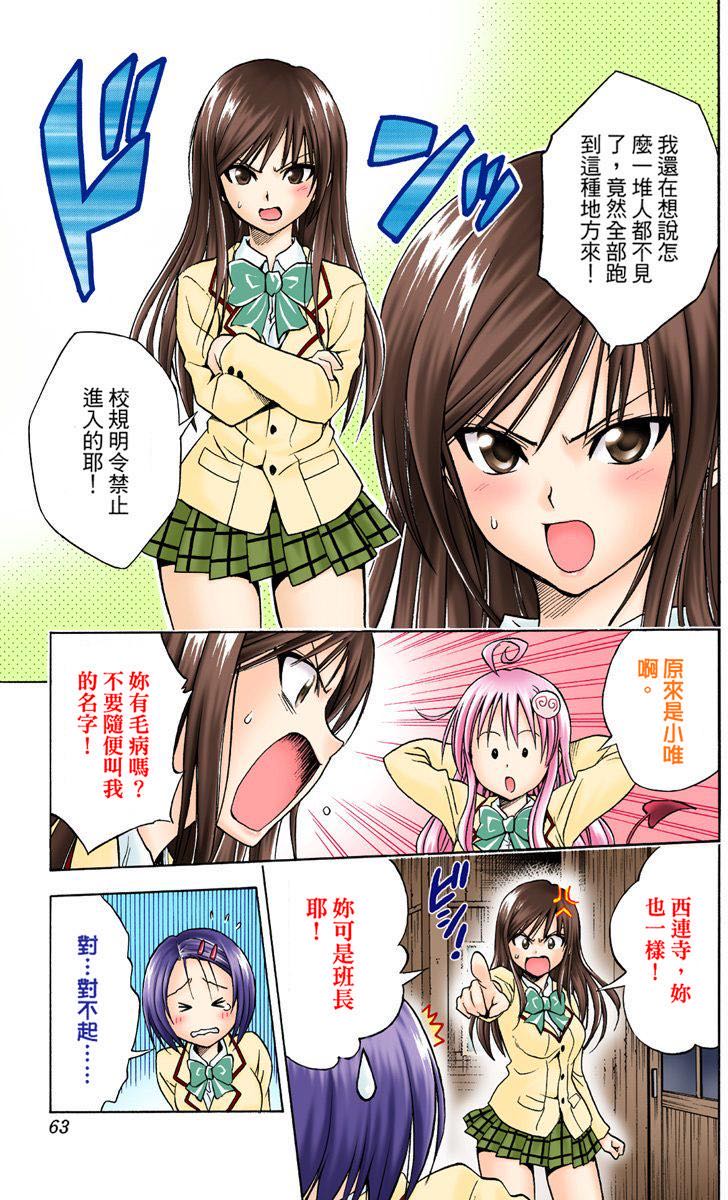 我還在想說怎
麼一堆人都不見
了，竟然全部跑
到這種地方來！
ドドン
校規明令禁止
進入的耶！
原來是小唯
啊。
妳有毛病嗎？
不要隨便叫我
的名字！
西連寺，妳
也一樣！
ビシ！
妳可是班長
耶！
對…對不起……
63